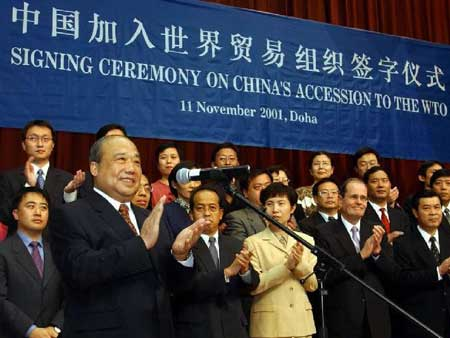 中国加入世界贸易组织签字仪式
SIGNING CEREMONY ON CHINA'S ACCESSION TO THE WTO
11 November 2001, Doha